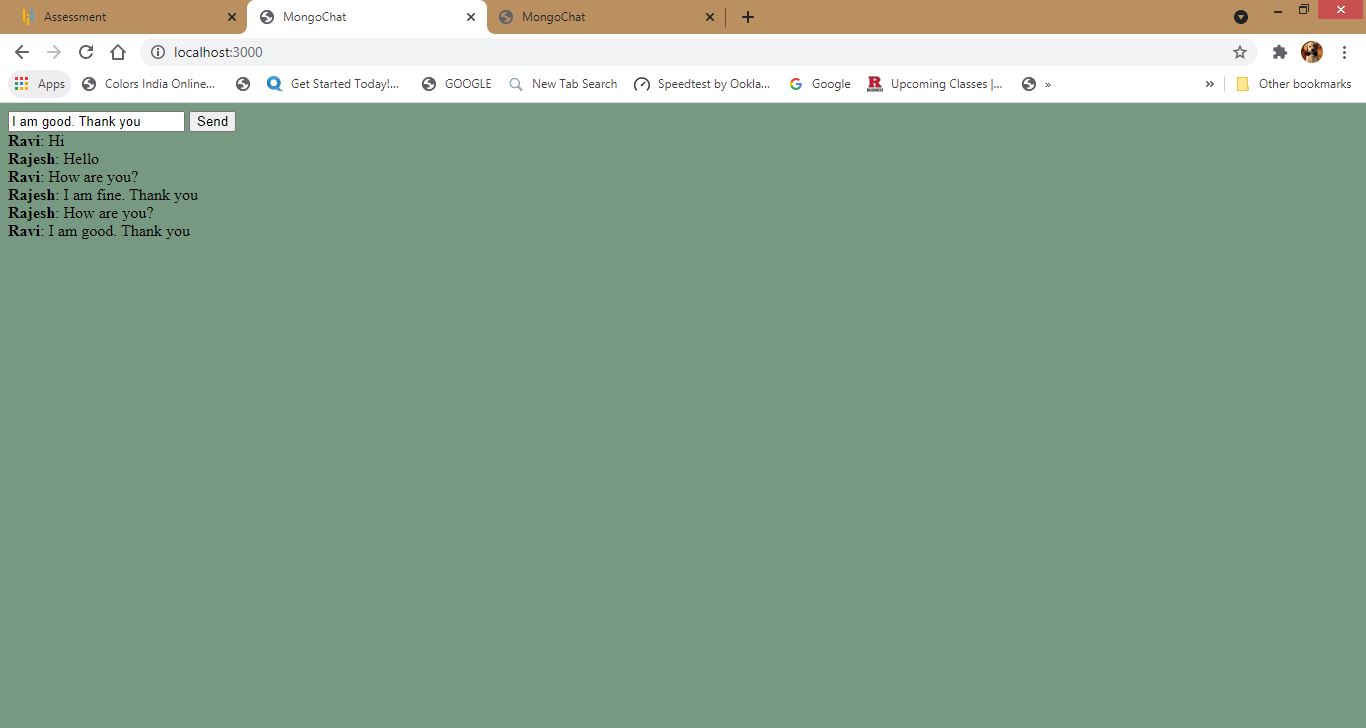 Assessment MongoChat MongoChat
localhost:3000
Apps Colors India Online... Get Started Today!... GOOGLE New Tab Search Speedtest by Ookla... G Google R BUSINESS Upcoming Classes |... » » Other bookmarks
I am good. Thank you Send
Ravi: Hi
Rajesh: Hello
Ravi: How are you?
Rajesh: I am fine. Thank you
Rajesh: How are you?
Ravi: I am good. Thank you